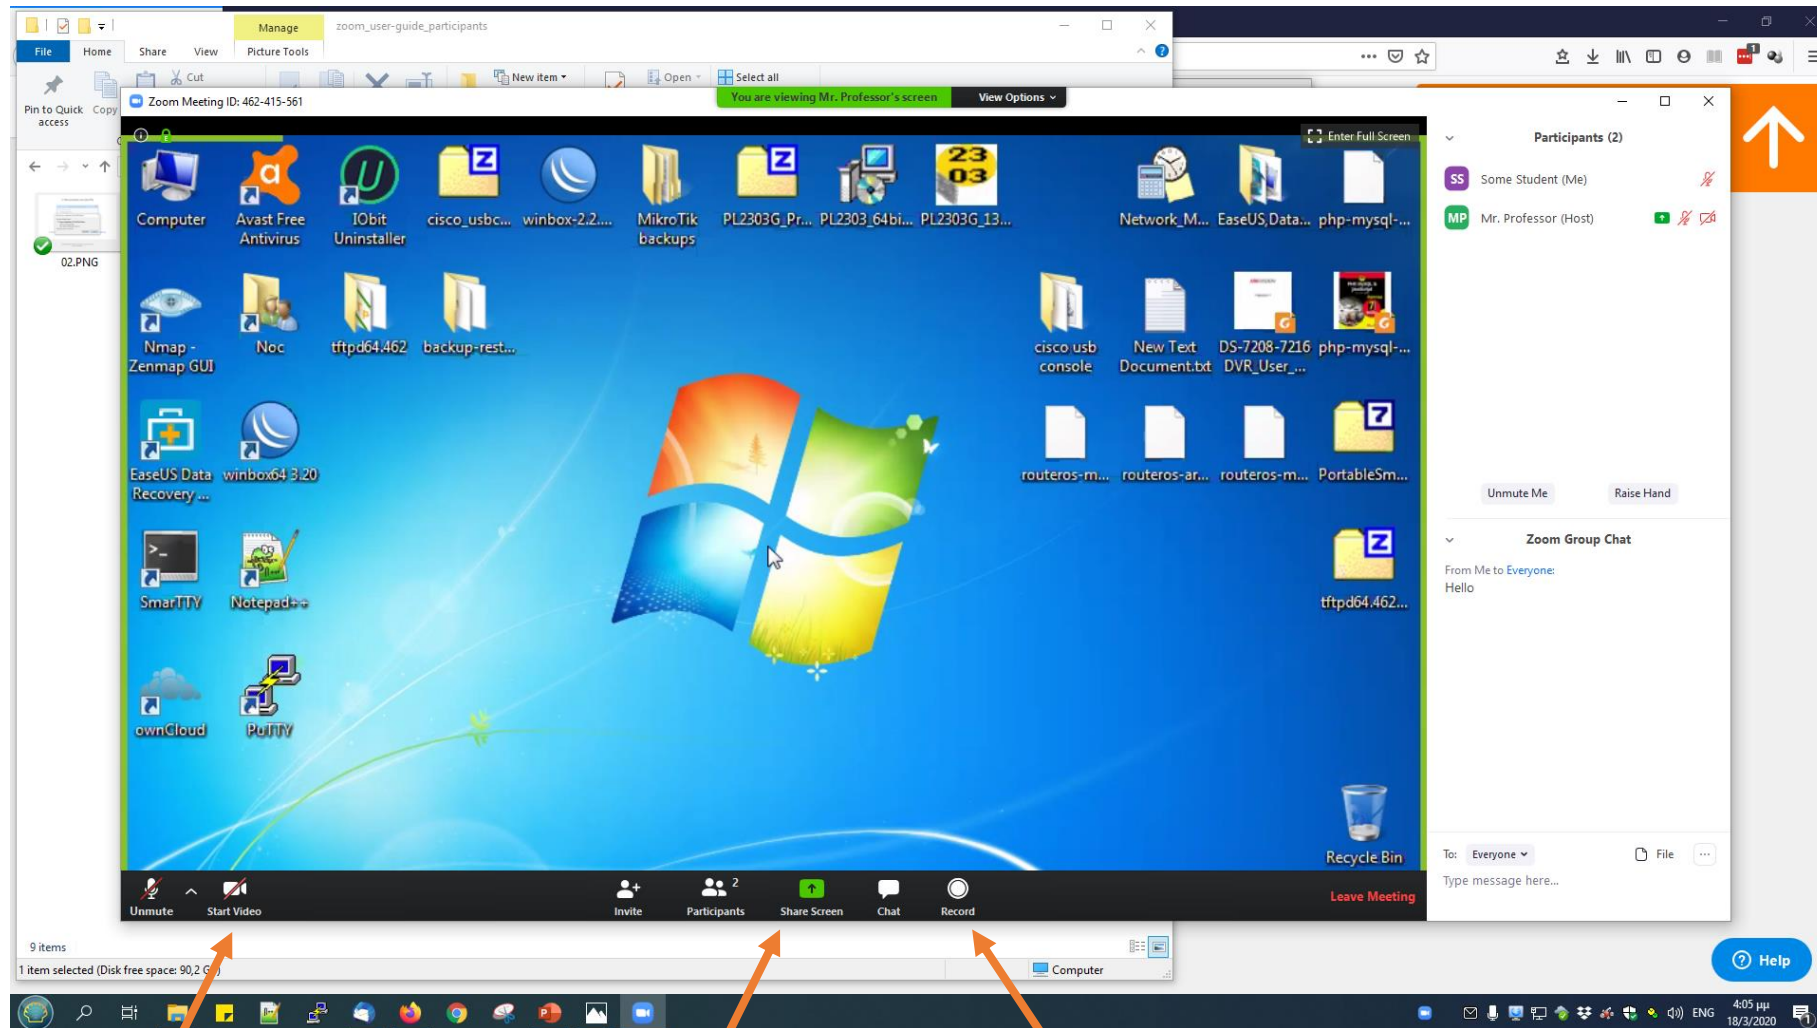 Manage
zoom_user-guide_participants
File Home Share View Picture Tools
Cut
New item
Open
Select all
Pin to Quick access
Copy
Zoom Meeting ID: 462-415-561
You are viewing Mr. Professor's screen
View Options
Enter Full Screen
Participants (2)
SS Some Student (Me)
MP Mr. Professor (Host)
02.PNG
Computer
Avast Free Antivirus
IObit Uninstaller
cisco_usbc...
winbox-2.2....
MikroTik backups
PL2303G_Pr...
PL2303_64bi...
23 03
PL2303G_13...
Network_M...
EaseUS,Data...
php-mysql-...
Nmap - Zenmap GUI
Noc
tftpd64.462
backup-rest...
cisco usb console
New Text Document.txt
DS-7208-7216 DVR_User_...
php-mysql-...
EaseUS Data Recovery ...
winbox64 3.20
routeros-m...
routeros-ar...
routeros-m...
PortableSm...
SmarTTY
Notepad++
tftpd64.462...
ownCloud
PuTTY
Recycle Bin
Unmute Me
Raise Hand
Zoom Group Chat
From Me to Everyone:
Hello
To: Everyone
File
Type message here...
Unmute
Start Video
Invite
Participants 2
Share Screen
Chat
Record
Leave Meeting
9 items
1 item selected (Disk free space: 90,2 G
Computer
Help
ENG
4:05 μμ
18/3/2020